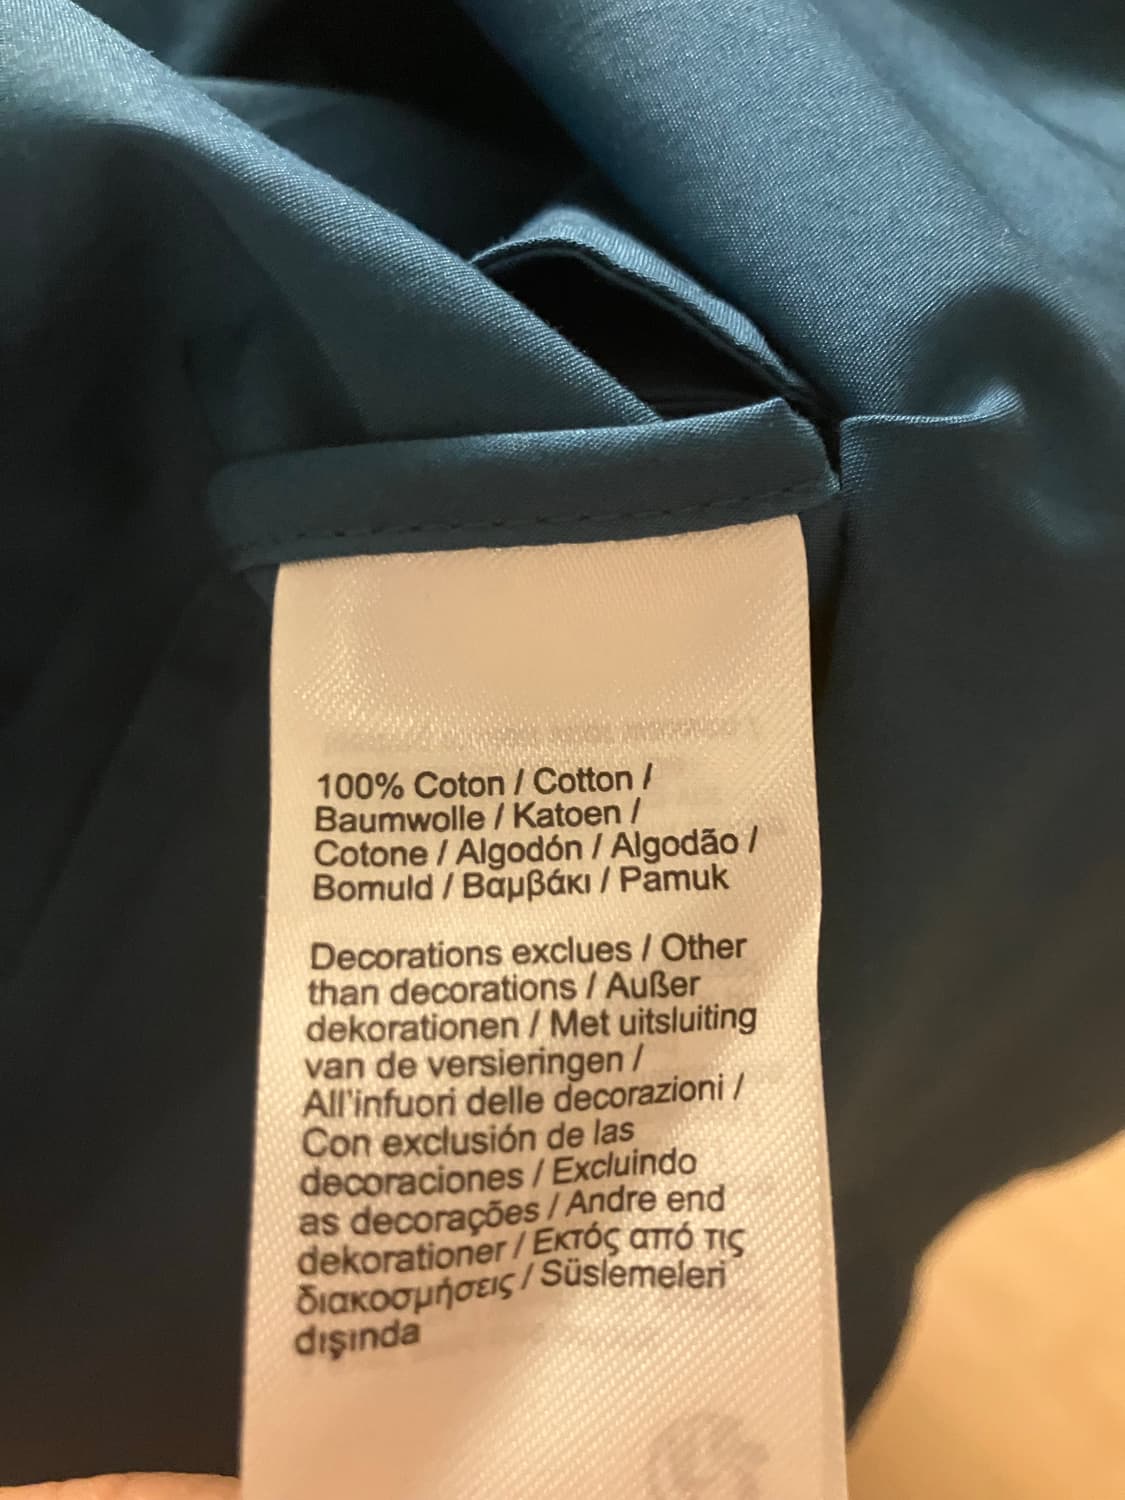 100% Coton / Cotton /
Baumwolle / Katoen /
Cotone / Algodón / Algodão /
Bomuld / Βαμβάκι / Pamuk
Decorations exclues / Other
than decorations / Außer
dekorationen / Met uitsluiting
van de versieringen /
All'infuori delle decorazioni /
Con exclusión de las
decoraciones / Excluindo
as decorações / Andre end
dekorationer / Εκτός από τις
διακοσμήσεις / Süslemeleri
dışında